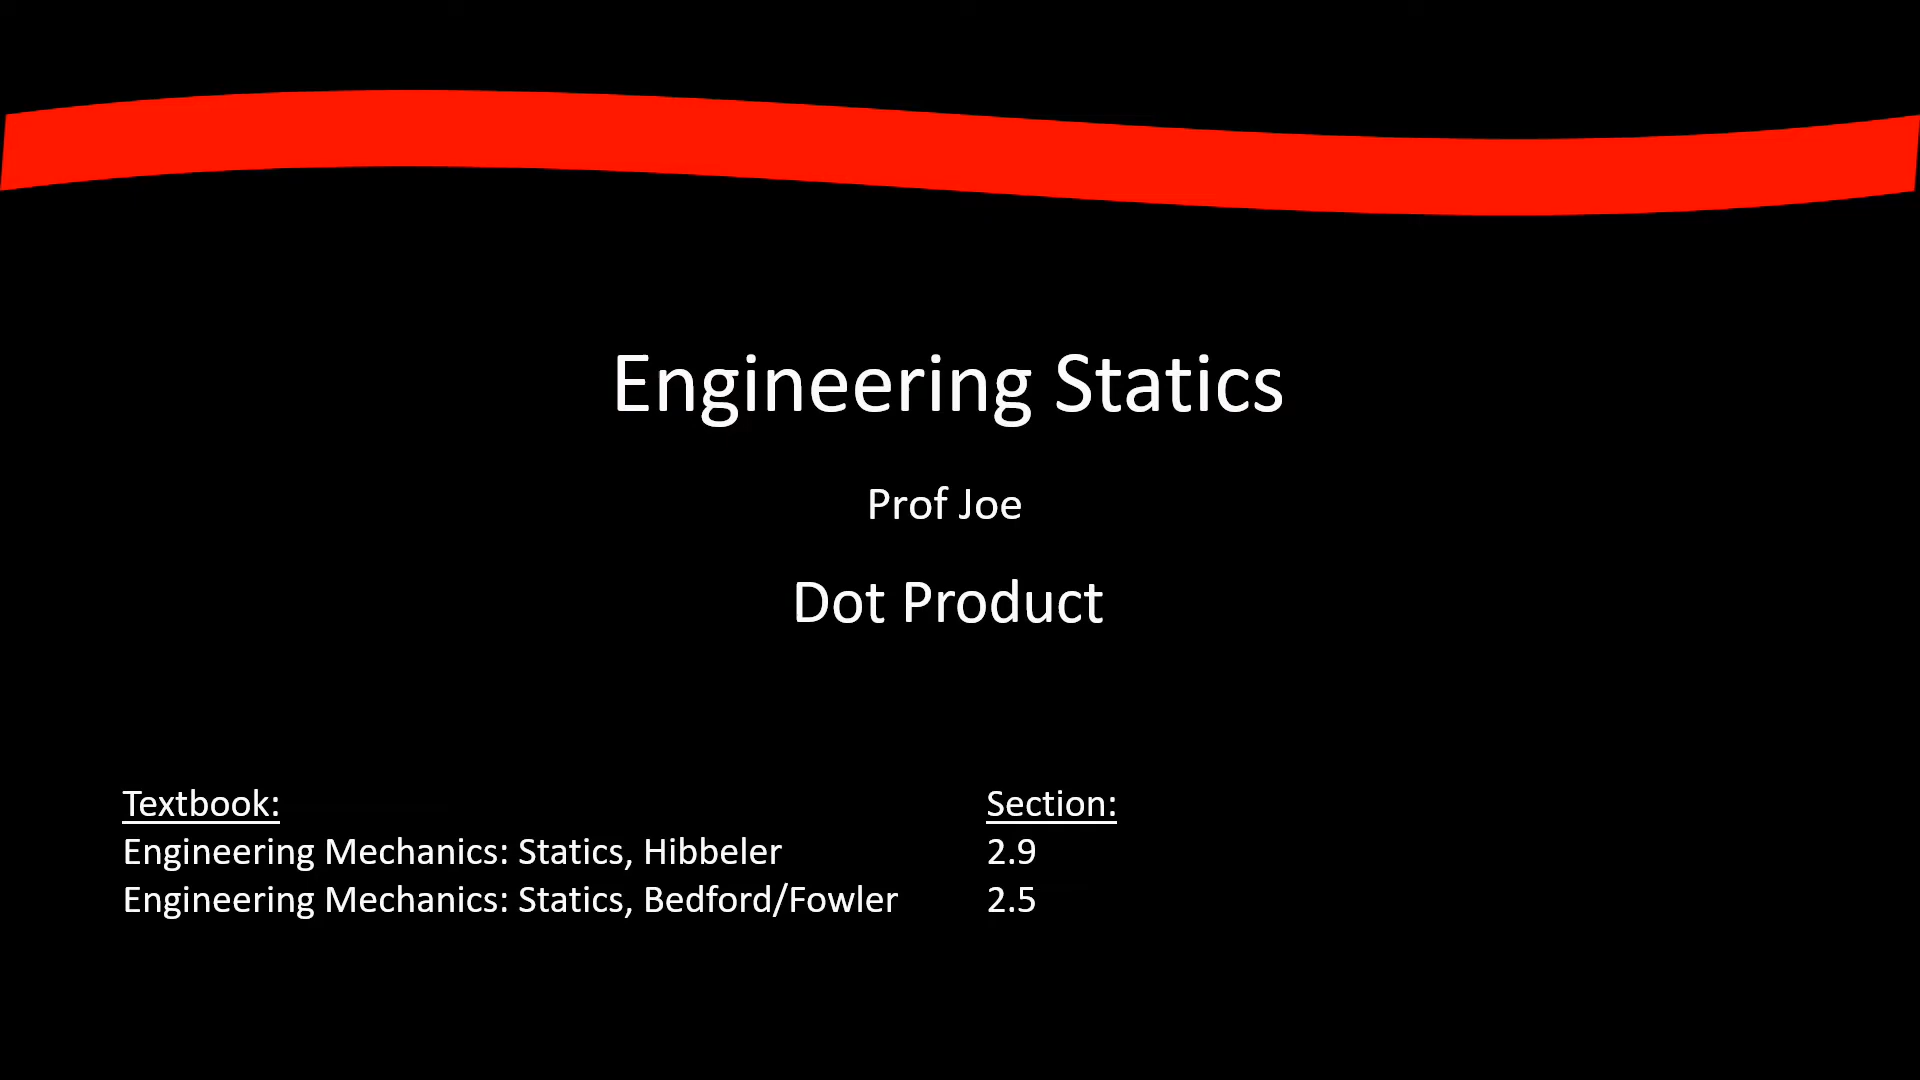 Engineering Statics
Prof Joe
Dot Product
Textbook: Section:
Engineering Mechanics: Statics, Hibbeler 2.9
Engineering Mechanics: Statics, Bedford/Fowler 2.5